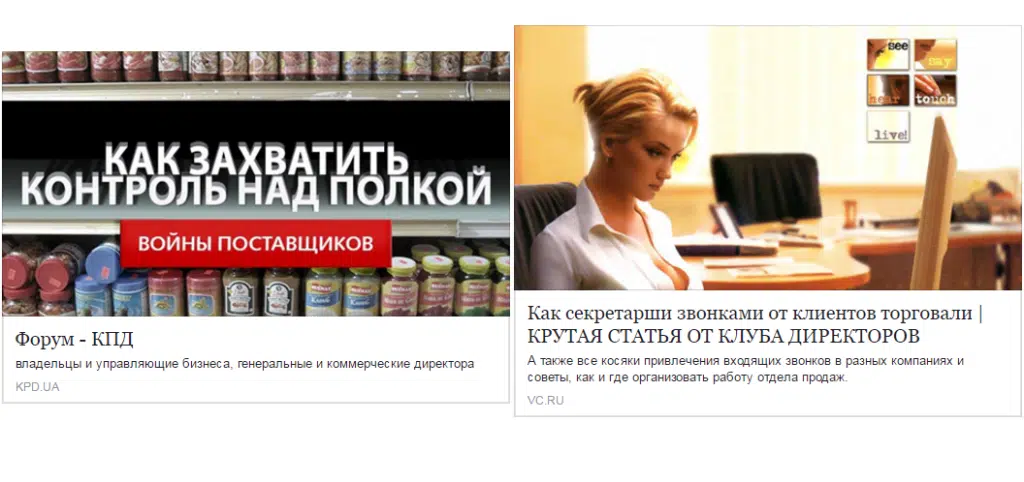 КАК ЗАХВАТИТЬ
КОНТРОЛЬ НАД ПОЛКОЙ
ВОЙНЫ ПОСТАВЩИКОВ
Форум - КПД
владельцы и управляющие бизнеса, генеральные и коммерческие директора
KPD.UA
see
say
hear
touch
live!
Как секретарши звонками от клиентов торговали |
КРУТАЯ СТАТЬЯ ОТ КЛУБА ДИРЕКТОРОВ
А также все косяки привлечения входящих звонков в разных компаниях и
советы, как и где организовать работу отдела продаж.
VC.RU